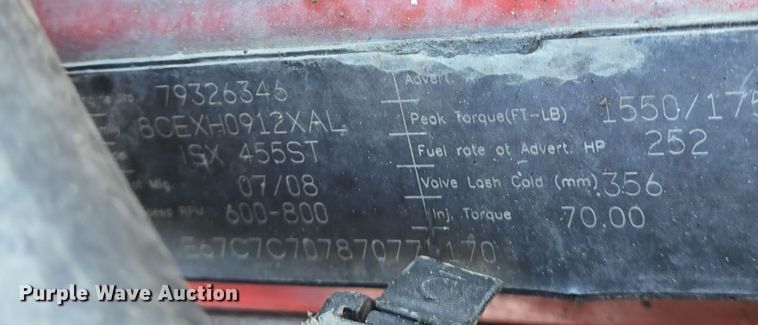 79326346
8CEXH0912XAL
ISX 455ST
07/08
600-800
Advert.
Peak Torque(FT-LB) 1550/175
Fuel rate at Advert. HP 252
Valve Lash Cold (mm) .356
Inj. Torque 70.00
Purple Wave Auction